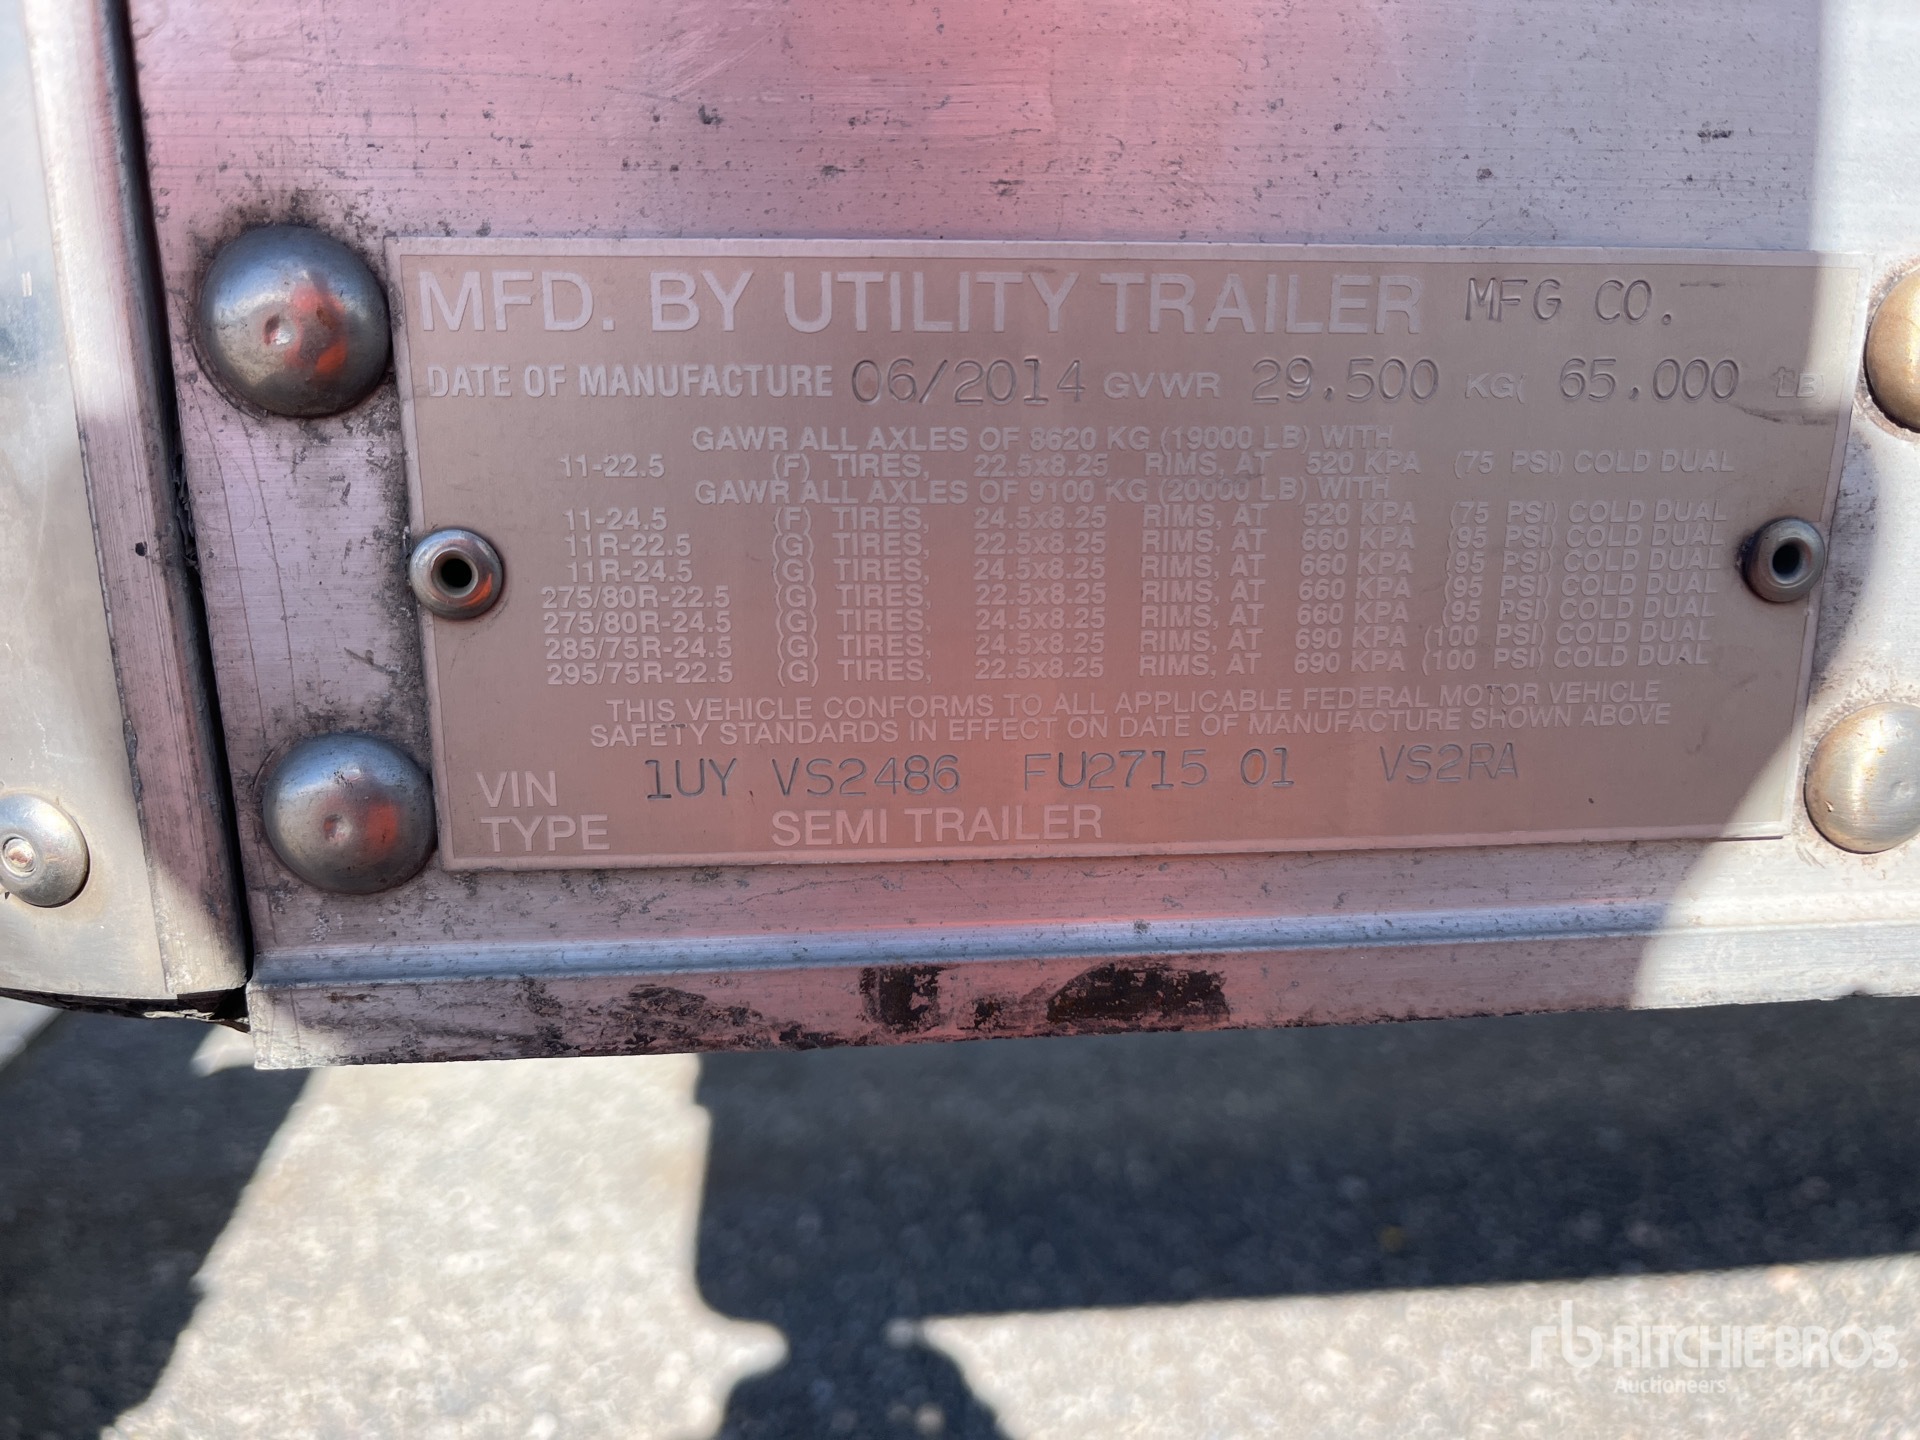 MFD. BY UTILITY TRAILER MFG CO.
DATE OF MANUFACTURE 06/2014 GVWR 29,500 KG( 65,000 LB
GAWR ALL AXLES OF 8620 KG (19000 LB) WITH
11-22.5 (F) TIRES, 22.5x8.25 RIMS, AT 520 KPA (75 PSI) COLD DUAL
GAWR ALL AXLES OF 9100 KG (20000 LB) WITH
11-24.5 (F) TIRES, 24.5x8.25 RIMS, AT 520 KPA (75 PSI) COLD DUAL
11R-22.5 (G) TIRES, 22.5x8.25 RIMS, AT 660 KPA (95 PSI) COLD DUAL
11R-24.5 (G) TIRES, 24.5x8.25 RIMS, AT 660 KPA (95 PSI) COLD DUAL
275/80R-22.5 (G) TIRES, 22.5x8.25 RIMS, AT 660 KPA (95 PSI) COLD DUAL
275/80R-24.5 (G) TIRES, 24.5x8.25 RIMS, AT 660 KPA (95 PSI) COLD DUAL
285/75R-24.5 (G) TIRES, 24.5x8.25 RIMS, AT 690 KPA (100 PSI) COLD DUAL
295/75R-22.5 (G) TIRES, 22.5x8.25 RIMS, AT 690 KPA (100 PSI) COLD DUAL
THIS VEHICLE CONFORMS TO ALL APPLICABLE FEDERAL MOTOR VEHICLE
SAFETY STANDARDS IN EFFECT ON DATE OF MANUFACTURE SHOWN ABOVE
VIN 1UY VS2486 FU2715 01 VS2RA
TYPE SEMI TRAILER
rb RITCHIE BROS.
Auctioneers